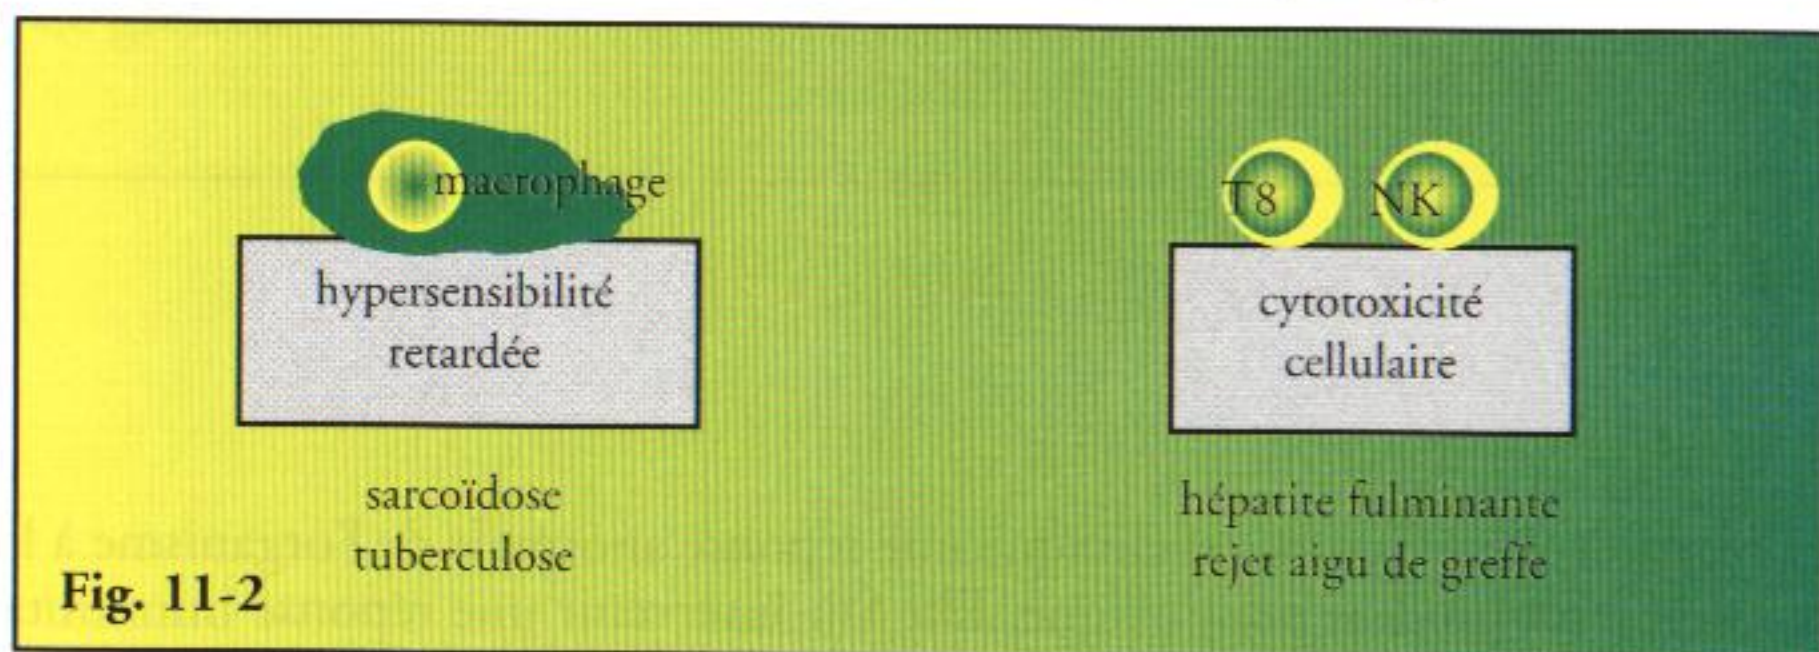 macrophage
hypersensibilité
retardée
sarcoïdose
tuberculose
T8 NK
cytotoxicité
cellulaire
hépatite fulminante
rejet aigu de greffe
Fig. 11-2